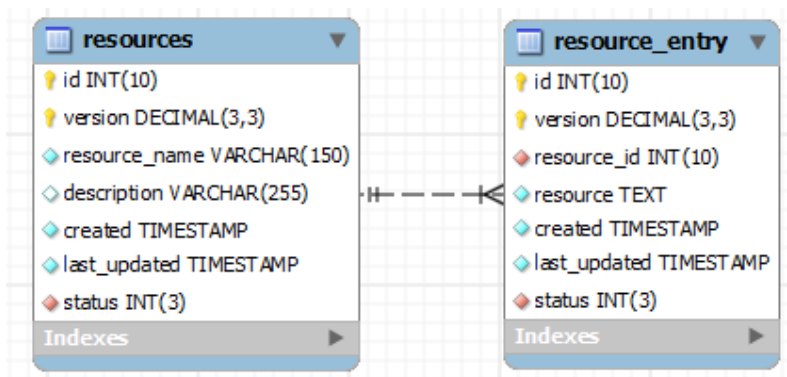 resources
id INT(10)
version DECIMAL(3,3)
resource_name VARCHAR(150)
description VARCHAR(255)
created TIMESTAMP
last_updated TIMESTAMP
status INT(3)
Indexes
resource_entry
id INT(10)
version DECIMAL(3,3)
resource_id INT(10)
resource TEXT
created TIMESTAMP
last_updated TIMESTAMP
status INT(3)
Indexes